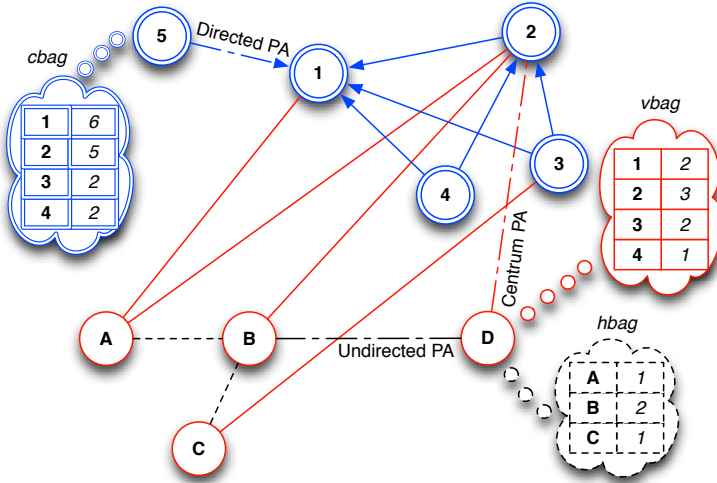 5
Directed PA
2
cbag
1
1 6
2 5
3 2
4 2
vbag
3
4
1 2
2 3
3 2
4 1
Centrum PA
A
B
Undirected PA
D
hbag
A 1
B 2
C 1
C